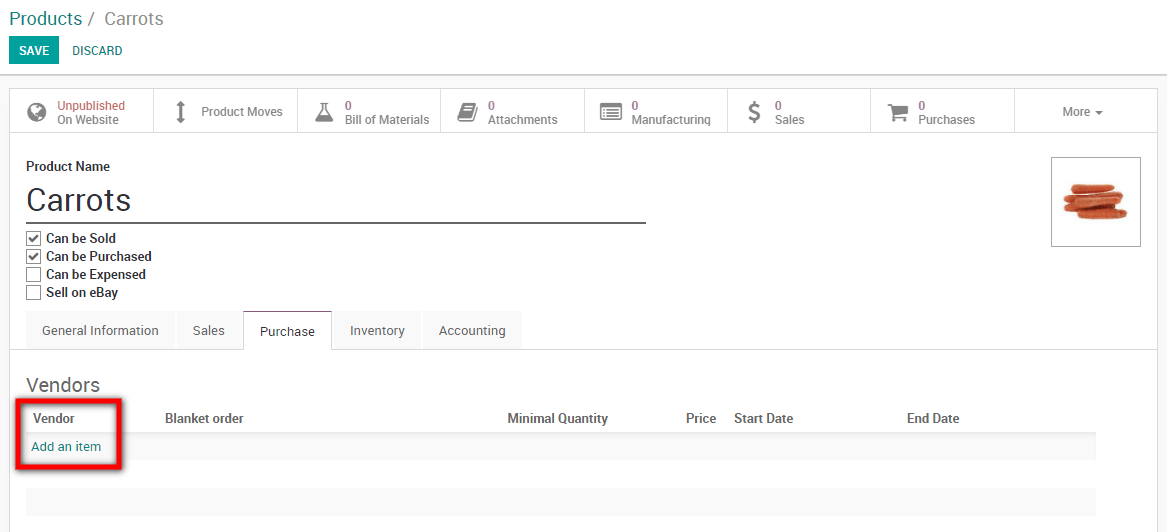 Products / Carrots
SAVE DISCARD
Unpublished
On Website
Product Moves
0
Bill of Materials
0
Attachments
0
Manufacturing
0
Sales
0
Purchases
More
Product Name
Carrots
Can be Sold
Can be Purchased
Can be Expensed
Sell on eBay
General Information Sales Purchase Inventory Accounting
Vendors
Vendor Blanket order Minimal Quantity Price Start Date End Date
Add an item